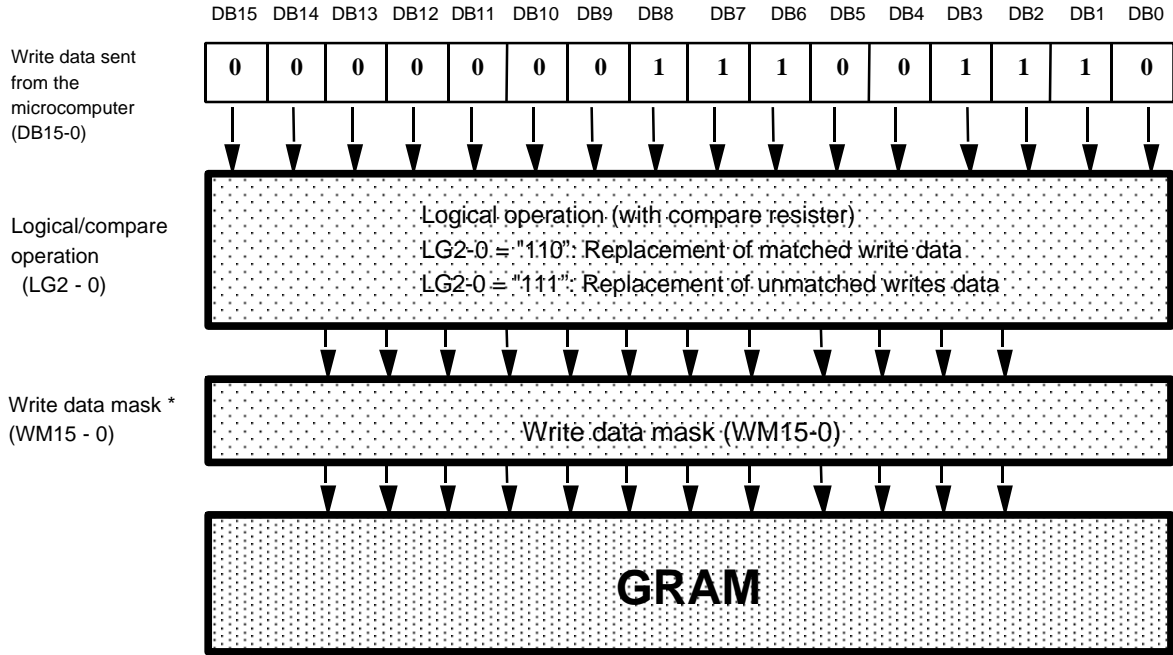 DB15 DB14 DB13 DB12 DB11 DB10 DB9 DB8 DB7 DB6 DB5 DB4 DB3 DB2 DB1 DB0
Write data sent
from the
microcomputer
(DB15-0)
0 0 0 0 0 0 0 1 1 1 0 0 1 1 1 0
Logical/compare
operation
(LG2 - 0)
Logical operation (with compare resister)
LG2-0 = "110": Replacement of matched write data
LG2-0 = "111": Replacement of unmatched writes data
Write data mask *
(WM15 - 0)
Write data mask (WM15-0)
GRAM